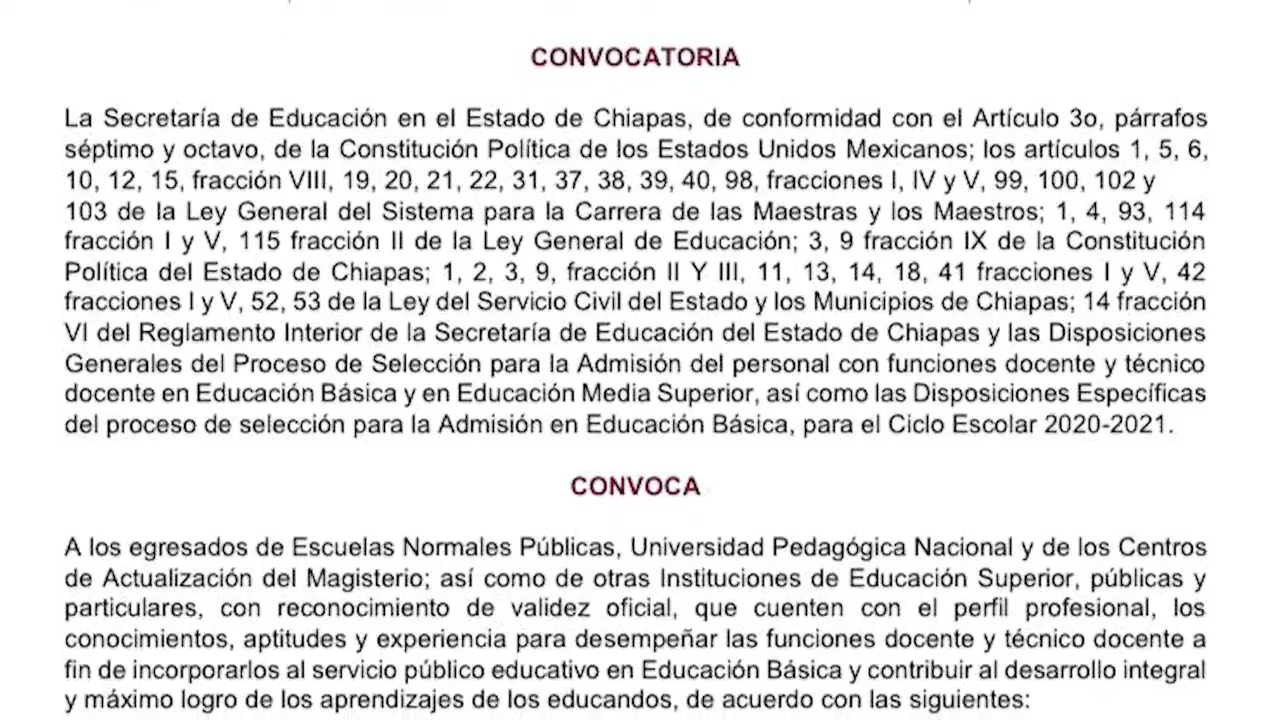 CONVOCATORIA
La Secretaría de Educación en el Estado de Chiapas, de conformidad con el Artículo 3o, párrafos
séptimo y octavo, de la Constitución Política de los Estados Unidos Mexicanos; los artículos 1, 5, 6,
10, 12, 15, fracción VIII, 19, 20, 21, 22, 31, 37, 38, 39, 40, 98, fracciones I, IV y V, 99, 100, 102 y
103 de la Ley General del Sistema para la Carrera de las Maestras y los Maestros; 1, 4, 93, 114
fracción I y V, 115 fracción II de la Ley General de Educación; 3, 9 fracción IX de la Constitución
Política del Estado de Chiapas; 1, 2, 3, 9, fracción II Y III, 11, 13, 14, 18, 41 fracciones I y V, 42
fracciones I y V, 52, 53 de la Ley del Servicio Civil del Estado y los Municipios de Chiapas; 14 fracción
VI del Reglamento Interior de la Secretaría de Educación del Estado de Chiapas y las Disposiciones
Generales del Proceso de Selección para la Admisión del personal con funciones docente y técnico
docente en Educación Básica y en Educación Media Superior, así como las Disposiciones Específicas
del proceso de selección para la Admisión en Educación Básica, para el Ciclo Escolar 2020-2021.
CONVOCA
A los egresados de Escuelas Normales Públicas, Universidad Pedagógica Nacional y de los Centros
de Actualización del Magisterio; así como de otras Instituciones de Educación Superior, públicas y
particulares, con reconocimiento de validez oficial, que cuenten con el perfil profesional, los
conocimientos, aptitudes y experiencia para desempeñar las funciones docente y técnico docente a
fin de incorporarlos al servicio público educativo en Educación Básica y contribuir al desarrollo integral
y máximo logro de los aprendizajes de los educandos, de acuerdo con las siguientes: